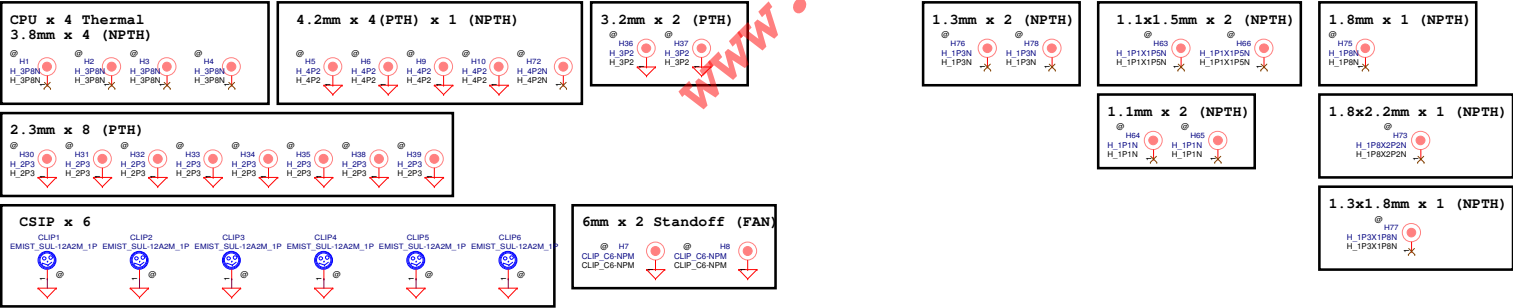 CPU x 4 Thermal
3.8mm x 4 (NPTH)
@ @ @ @
H1 H2 H3 H4
H_3P8N H_3P8N H_3P8N H_3P8N
H_3P8N H_3P8N H_3P8N H_3P8N
4.2mm x 4(PTH) x 1 (NPTH)
@ @ @ @ @
H5 H6 H9 H10 H72
H_4P2 H_4P2 H_4P2 H_4P2 H_4P2N
H_4P2 H_4P2 H_4P2 H_4P2 H_4P2N
3.2mm x 2 (PTH)
@ @
H36 H37
H_3P2 H_3P2
H_3P2 H_3P2
www.
1.3mm x 2 (NPTH)
@ @
H76 H78
H_1P3N H_1P3N
H_1P3N H_1P3N
1.1x1.5mm x 2 (NPTH)
@ @
H63 H66
H_1P1X1P5N H_1P1X1P5N
H_1P1X1P5N H_1P1X1P5N
1.8mm x 1 (NPTH)
@
H75
H_1P8N
H_1P8N
2.3mm x 8 (PTH)
@ @ @ @ @ @ @ @
H30 H31 H32 H33 H34 H35 H38 H39
H_2P3 H_2P3 H_2P3 H_2P3 H_2P3 H_2P3 H_2P3 H_2P3
H_2P3 H_2P3 H_2P3 H_2P3 H_2P3 H_2P3 H_2P3 H_2P3
1.1mm x 2 (NPTH)
@ @
H64 H65
H_1P1N H_1P1N
H_1P1N H_1P1N
1.8x2.2mm x 1 (NPTH)
@
H73
H_1P8X2P2N
H_1P8X2P2N
CSIP x 6
CLIP1 CLIP2 CLIP3 CLIP4 CLIP5 CLIP6
EMIST_SUL-12A2M_1P EMIST_SUL-12A2M_1P EMIST_SUL-12A2M_1P EMIST_SUL-12A2M_1P EMIST_SUL-12A2M_1P EMIST_SUL-12A2M_1P
@ @ @ @ @ @
1 1 1 1 1 1
6mm x 2 Standoff (FAN)
@ H7 @ H8
CLIP_C6-NPM CLIP_C6-NPM
CLIP_C6-NPM CLIP_C6-NPM
1.3x1.8mm x 1 (NPTH)
@
H77
H_1P3X1P8N
H_1P3X1P8N